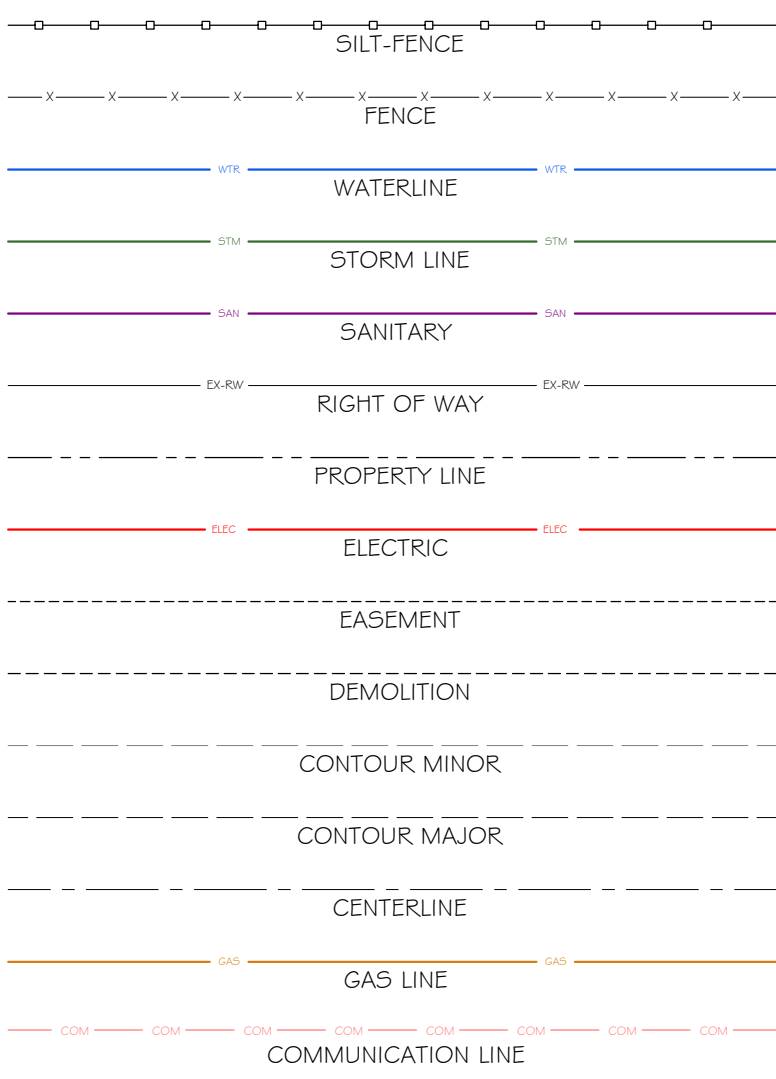 SILT-FENCE
X X X X X X X X X X X X
FENCE
WTR WTR
WATERLINE
STM STM
STORM LINE
SAN SAN
SANITARY
EX-RW EX-RW
RIGHT OF WAY
PROPERTY LINE
ELEC ELEC
ELECTRIC
EASEMENT
DEMOLITION
CONTOUR MINOR
CONTOUR MAJOR
CENTERLINE
GAS GAS
GAS LINE
COM COM COM COM COM COM COM COM
COMMUNICATION LINE